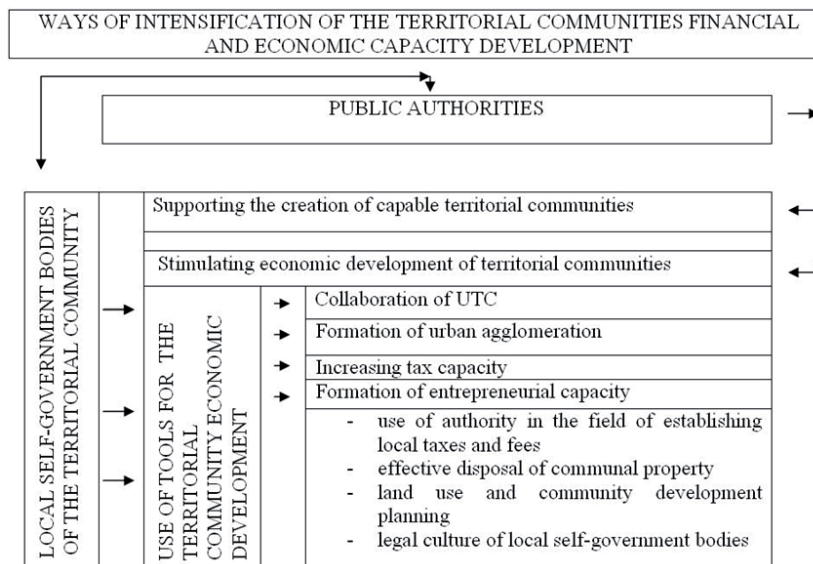 WAYS OF INTENSIFICATION OF THE TERRITORIAL COMMUNITIES FINANCIAL
AND ECONOMIC CAPACITY DEVELOPMENT
PUBLIC AUTHORITIES
LOCAL SELF-GOVERNMENT BODIES
OF THE TERRITORIAL COMMUNITY
Supporting the creation of capable territorial communities
Stimulating economic development of territorial communities
USE OF TOOLS FOR THE
TERRITORIAL
COMMUNITY ECONOMIC
DEVELOPMENT
Collaboration of UTC
Formation of urban agglomeration
Increasing tax capacity
Formation of entrepreneurial capacity
- use of authority in the field of establishing
local taxes and fees
- effective disposal of communal property
- land use and community development
planning
- legal culture of local self-government bodies